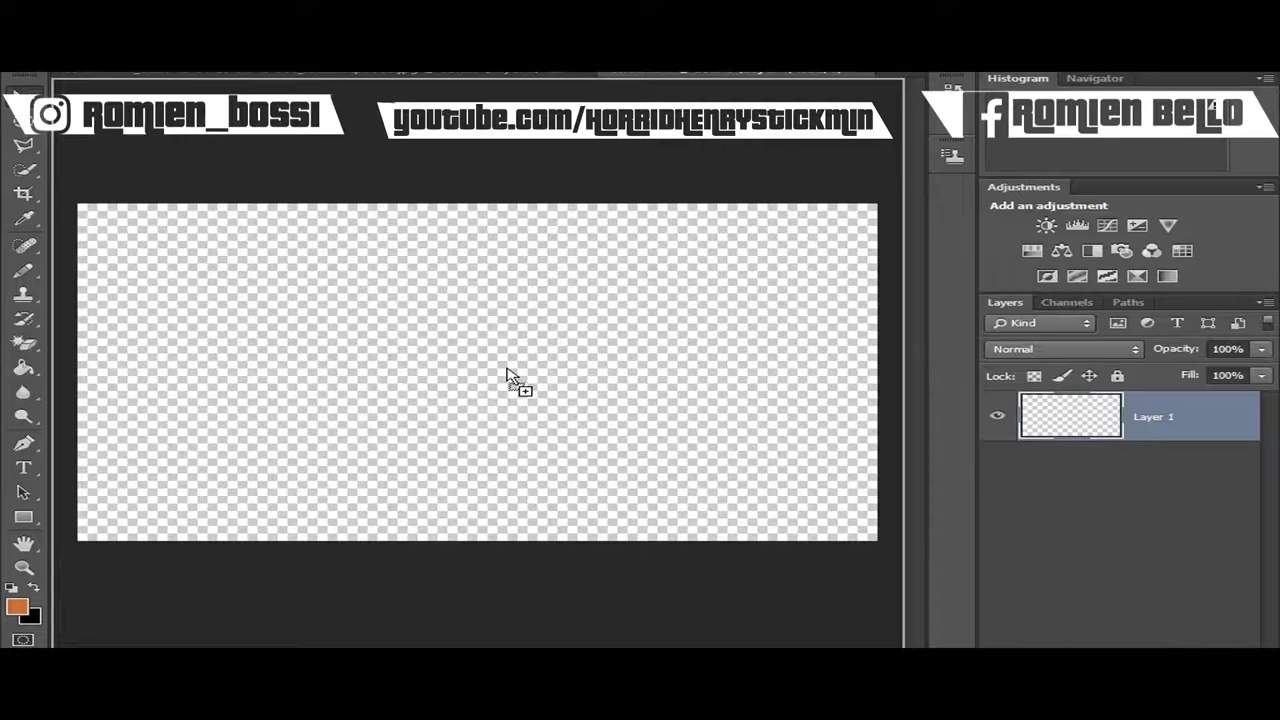 Histogram
Navigator
Romien_bossi
youtube.com/HorridHenryStickmin
Romien Bello
Adjustments
Add an adjustment
Layers
Channels
Paths
Kind
Normal
Opacity: 100%
Lock:
Fill: 100%
Layer 1